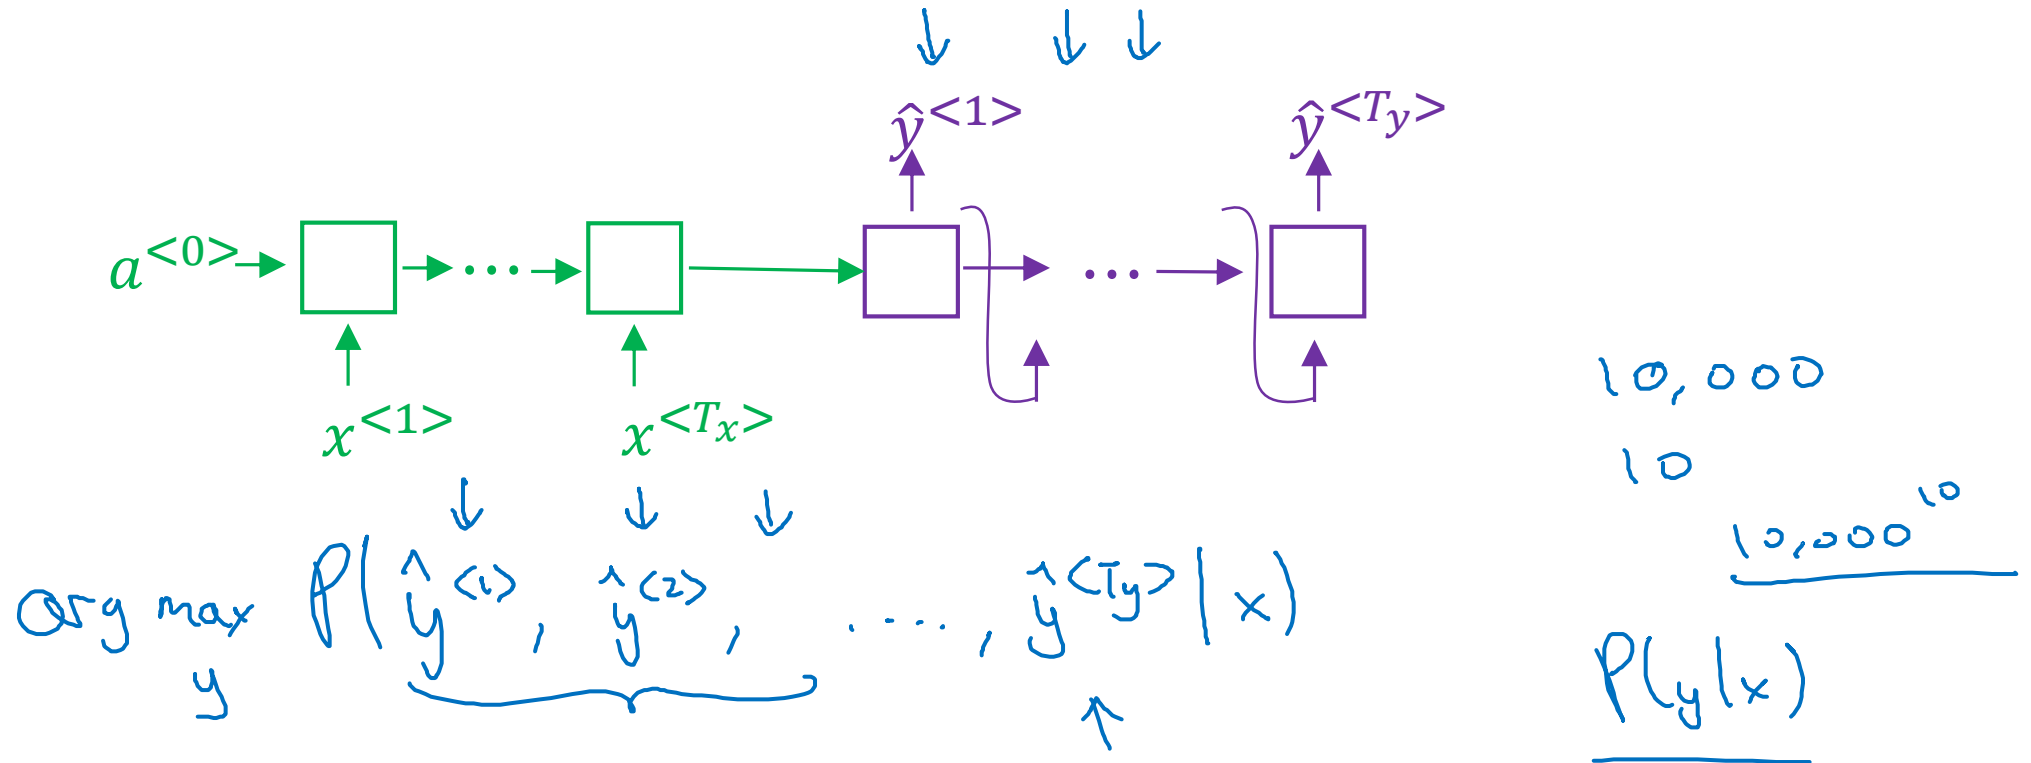 ŷ<1> ŷ<Ty>
a<0> ... ...
x<1> x<Tx>
10,000
10
10,000^10
arg max P(ŷ<1>, ŷ<2>, ....., ŷ<Ty> | x)
y
P(y|x)